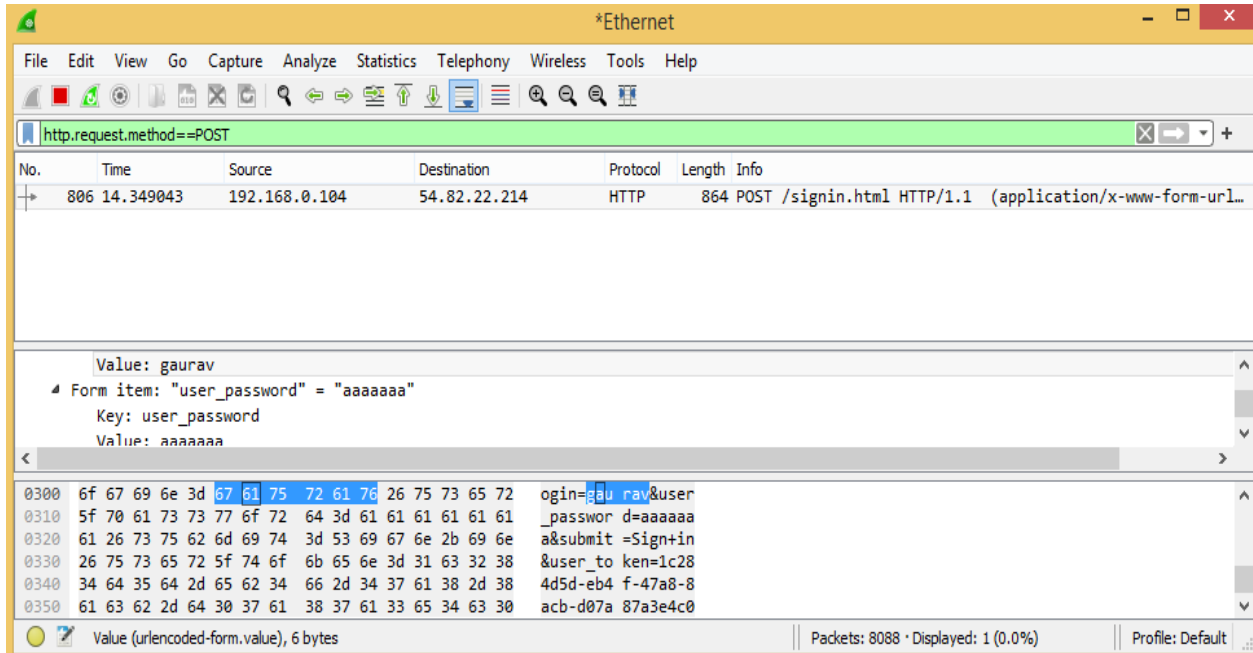 *Ethernet
File Edit View Go Capture Analyze Statistics Telephony Wireless Tools Help
http.request.method==POST
No. Time Source Destination Protocol Length Info
806 14.349043 192.168.0.104 54.82.22.214 HTTP 864 POST /signin.html HTTP/1.1 (application/x-www-form-url…
Value: gaurav
Form item: "user_password" = "aaaaaaa"
Key: user_password
Value: aaaaaaa
0300 6f 67 69 6e 3d 67 61 75 72 61 76 26 75 73 65 72 ogin=gau rav&user
0310 5f 70 61 73 73 77 6f 72 64 3d 61 61 61 61 61 61 _passwor d=aaaaaa
0320 61 26 73 75 62 6d 69 74 3d 53 69 67 6e 2b 69 6e a&submit =Sign+in
0330 26 75 73 65 72 5f 74 6f 6b 65 6e 3d 31 63 32 38 &user_to ken=1c28
0340 34 64 35 64 2d 65 62 34 66 2d 34 37 61 38 2d 38 4d5d-eb4 f-47a8-8
0350 61 63 62 2d 64 30 37 61 38 37 61 33 65 34 63 30 acb-d07a 87a3e4c0
Value (urlencoded-form.value), 6 bytes Packets: 8088 · Displayed: 1 (0.0%) Profile: Default